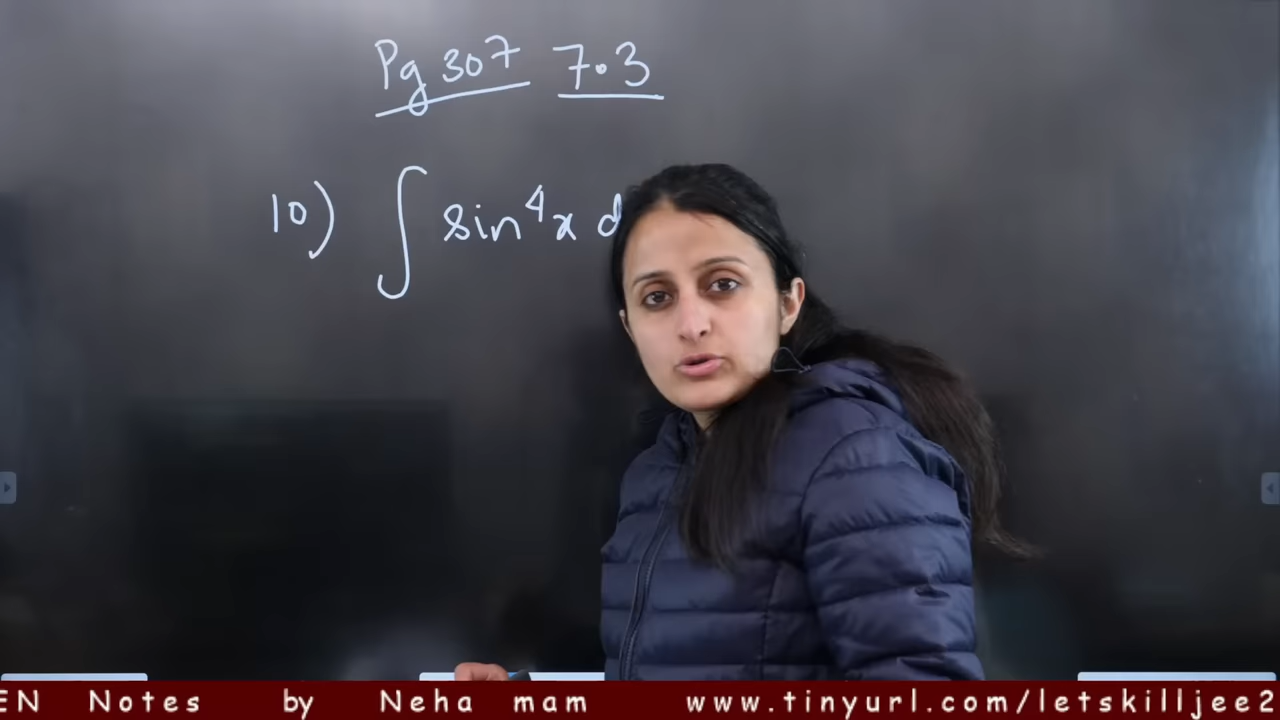 Pg 307 7.3
10) ∫ sin⁴x d
EN Notes by Neha mam www.tinyurl.com/letskilljee2